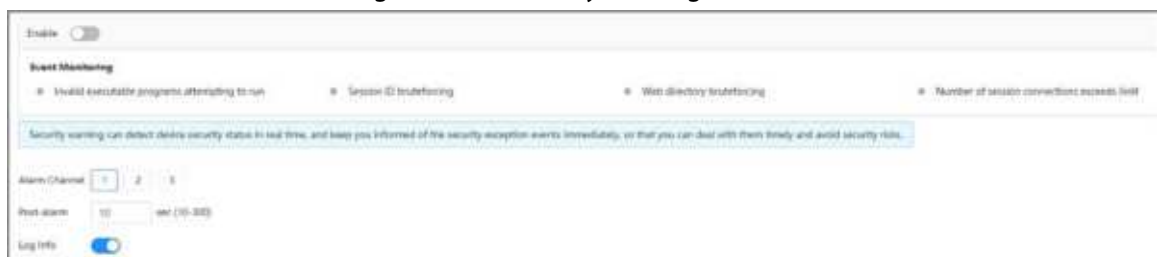 Enable
Event Monitoring
Invalid executable programs attempting to run
Session ID bruteforcing
Web directory bruteforcing
Number of session connections exceeds limit
Security warning can detect device security status in real time, and keep you informed of the security exception events immediately, so that you can deal with them timely and avoid security risks.
Alarm Channel 1 2 3
Post-alarm 10 sec (10-300)
Log Info